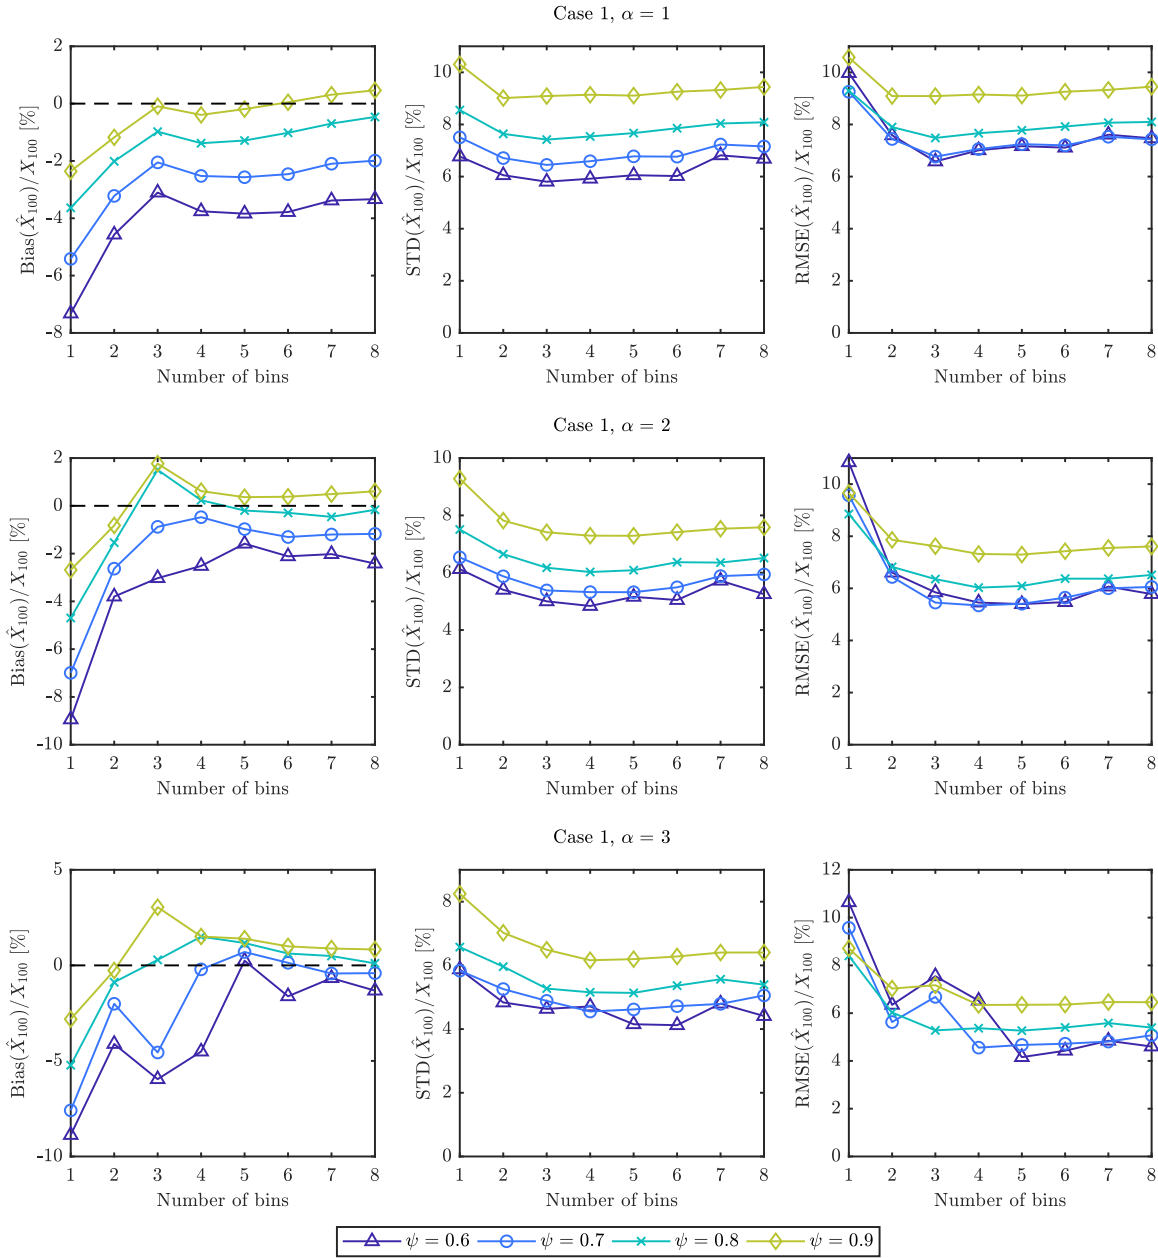 Case 1, α = 1
Bias(X̂₁₀₀)/X₁₀₀ [%]
2
0
-2
-4
-6
-8
1 2 3 4 5 6 7 8
Number of bins
STD(X̂₁₀₀)/X₁₀₀ [%]
10
8
6
4
2
0
1 2 3 4 5 6 7 8
Number of bins
RMSE(X̂₁₀₀)/X₁₀₀ [%]
10
8
6
4
2
0
1 2 3 4 5 6 7 8
Number of bins
Case 1, α = 2
Bias(X̂₁₀₀)/X₁₀₀ [%]
2
0
-2
-4
-6
-8
-10
1 2 3 4 5 6 7 8
Number of bins
STD(X̂₁₀₀)/X₁₀₀ [%]
10
8
6
4
2
0
1 2 3 4 5 6 7 8
Number of bins
RMSE(X̂₁₀₀)/X₁₀₀ [%]
10
8
6
4
2
0
1 2 3 4 5 6 7 8
Number of bins
Case 1, α = 3
Bias(X̂₁₀₀)/X₁₀₀ [%]
5
0
-5
-10
1 2 3 4 5 6 7 8
Number of bins
STD(X̂₁₀₀)/X₁₀₀ [%]
8
6
4
2
0
1 2 3 4 5 6 7 8
Number of bins
RMSE(X̂₁₀₀)/X₁₀₀ [%]
12
10
8
6
4
2
0
1 2 3 4 5 6 7 8
Number of bins
ψ = 0.6 ψ = 0.7 ψ = 0.8 ψ = 0.9